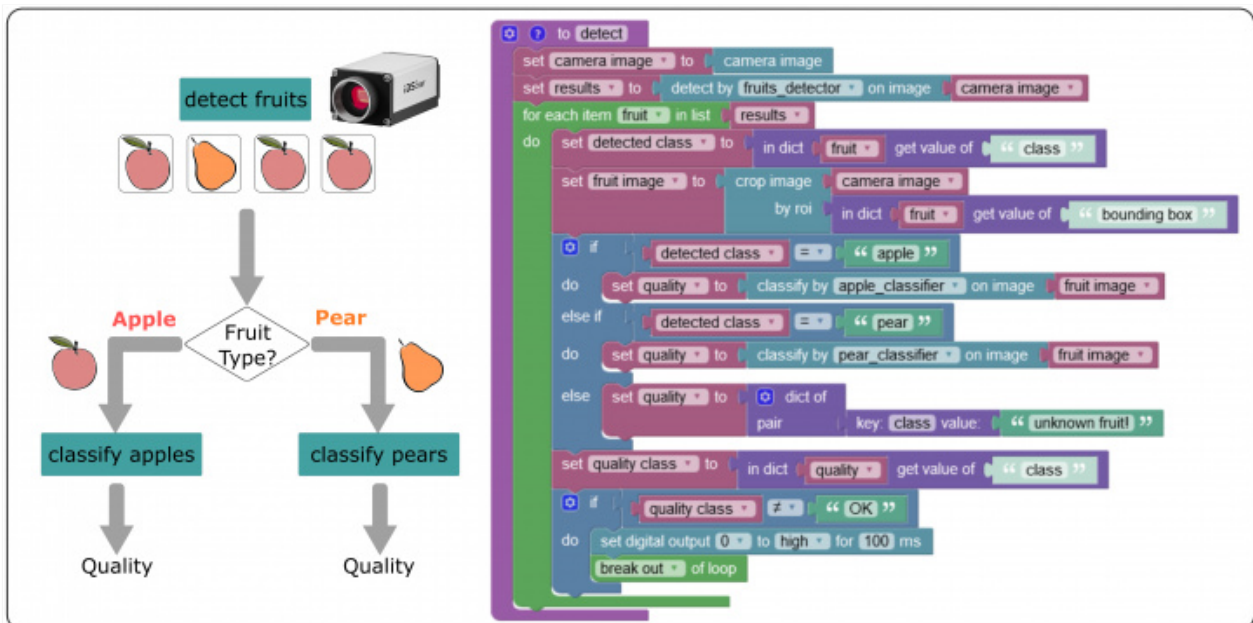 detect fruits
iDS
Apple
Fruit
Type?
Pear
classify apples
classify pears
Quality
Quality
? to detect
set camera image to camera image
set results to detect by fruits_detector on image camera image
for each item fruit in list results
do set detected class to in dict fruit get value of “ class ”
set fruit image to crop image camera image
by roi in dict fruit get value of “ bounding box ”
if detected class = “ apple ”
do set quality to classify by apple_classifier on image fruit image
else if detected class = “ pear ”
do set quality to classify by pear_classifier on image fruit image
else set quality to dict of
pair key: class value: “ unknown fruit! ”
set quality class to in dict quality get value of “ class ”
if quality class ≠ “ OK ”
do set digital output 0 to high for 100 ms
break out of loop